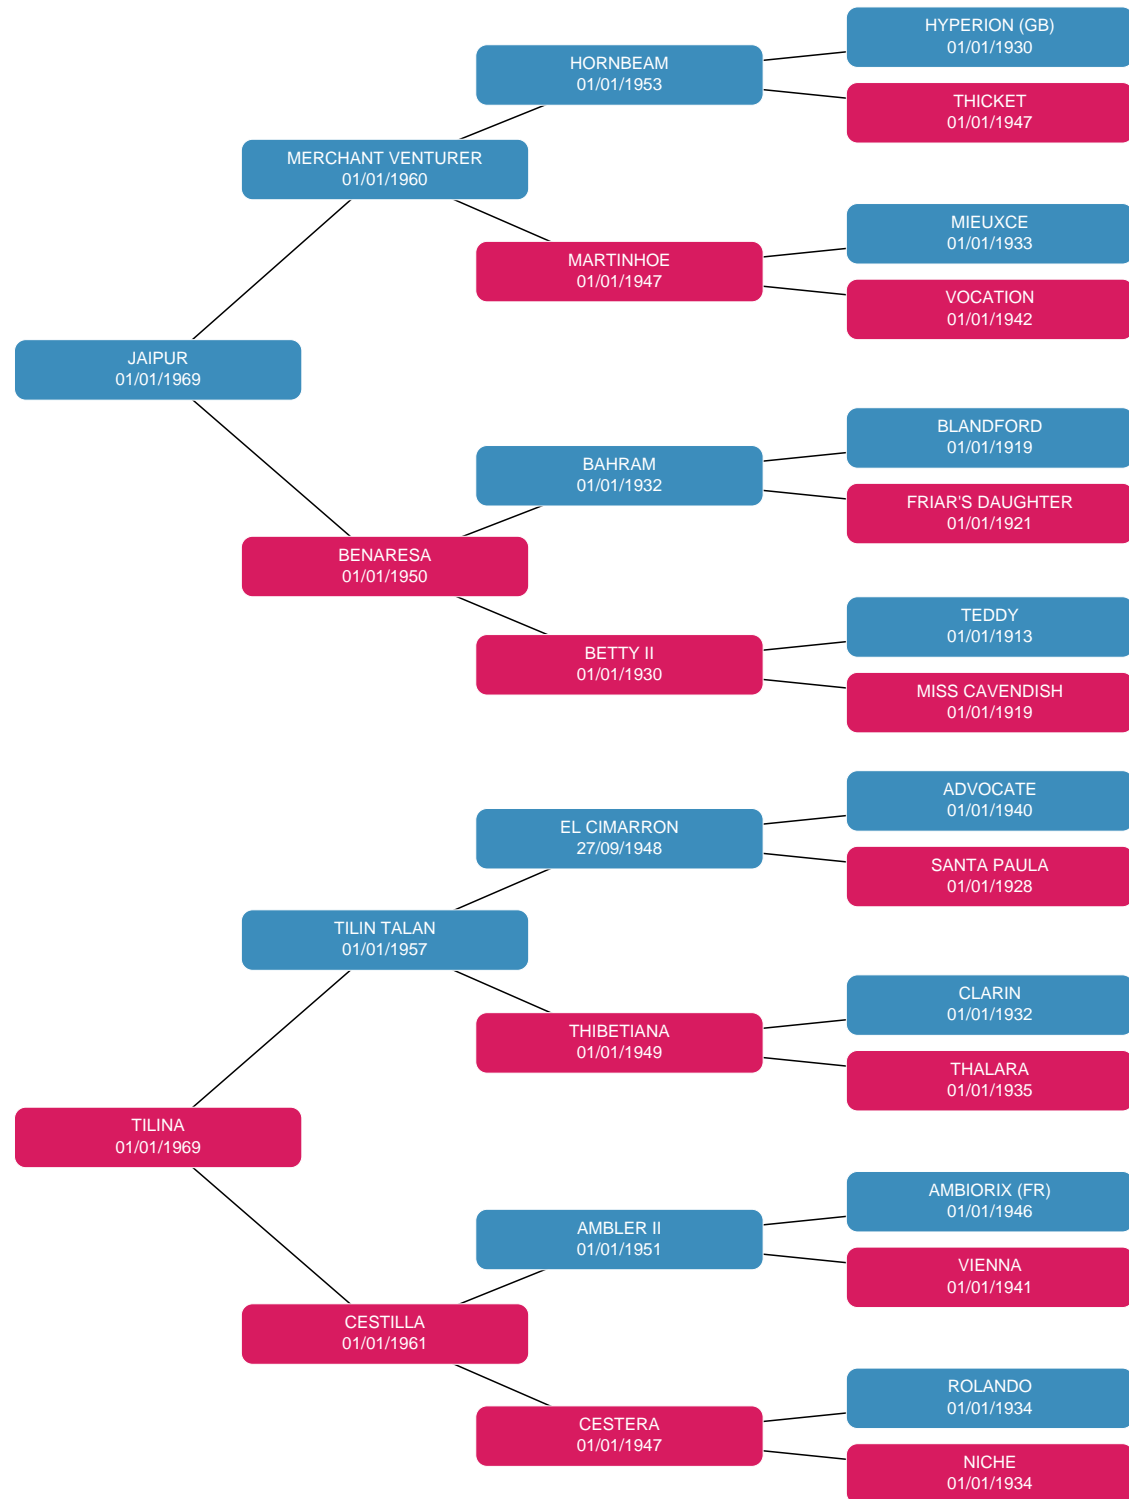 HYPERION (GB)
01/01/1930
HORNBEAM
01/01/1953
THICKET
01/01/1947
MERCHANT VENTURER
01/01/1960
MIEUXCE
01/01/1933
MARTINHOE
01/01/1947
VOCATION
01/01/1942
JAIPUR
01/01/1969
BLANDFORD
01/01/1919
BAHRAM
01/01/1932
FRIAR'S DAUGHTER
01/01/1921
BENARESA
01/01/1950
TEDDY
01/01/1913
BETTY II
01/01/1930
MISS CAVENDISH
01/01/1919
ADVOCATE
01/01/1940
EL CIMARRON
27/09/1948
SANTA PAULA
01/01/1928
TILIN TALAN
01/01/1957
CLARIN
01/01/1932
THIBETIANA
01/01/1949
THALARA
01/01/1935
TILINA
01/01/1969
AMBIORIX (FR)
01/01/1946
AMBLER II
01/01/1951
VIENNA
01/01/1941
CESTILLA
01/01/1961
ROLANDO
01/01/1934
CESTERA
01/01/1947
NICHE
01/01/1934